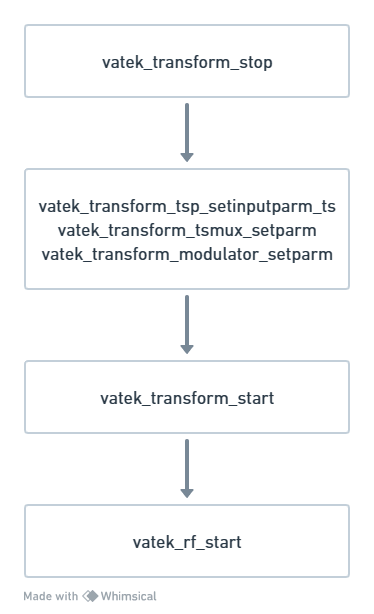 vatek_transform_stop
vatek_transform_tsp_setinputparm_ts
vatek_transform_tsmux_setparm
vatek_transform_modulator_setparm
vatek_transform_start
vatek_rf_start
Made with Whimsical